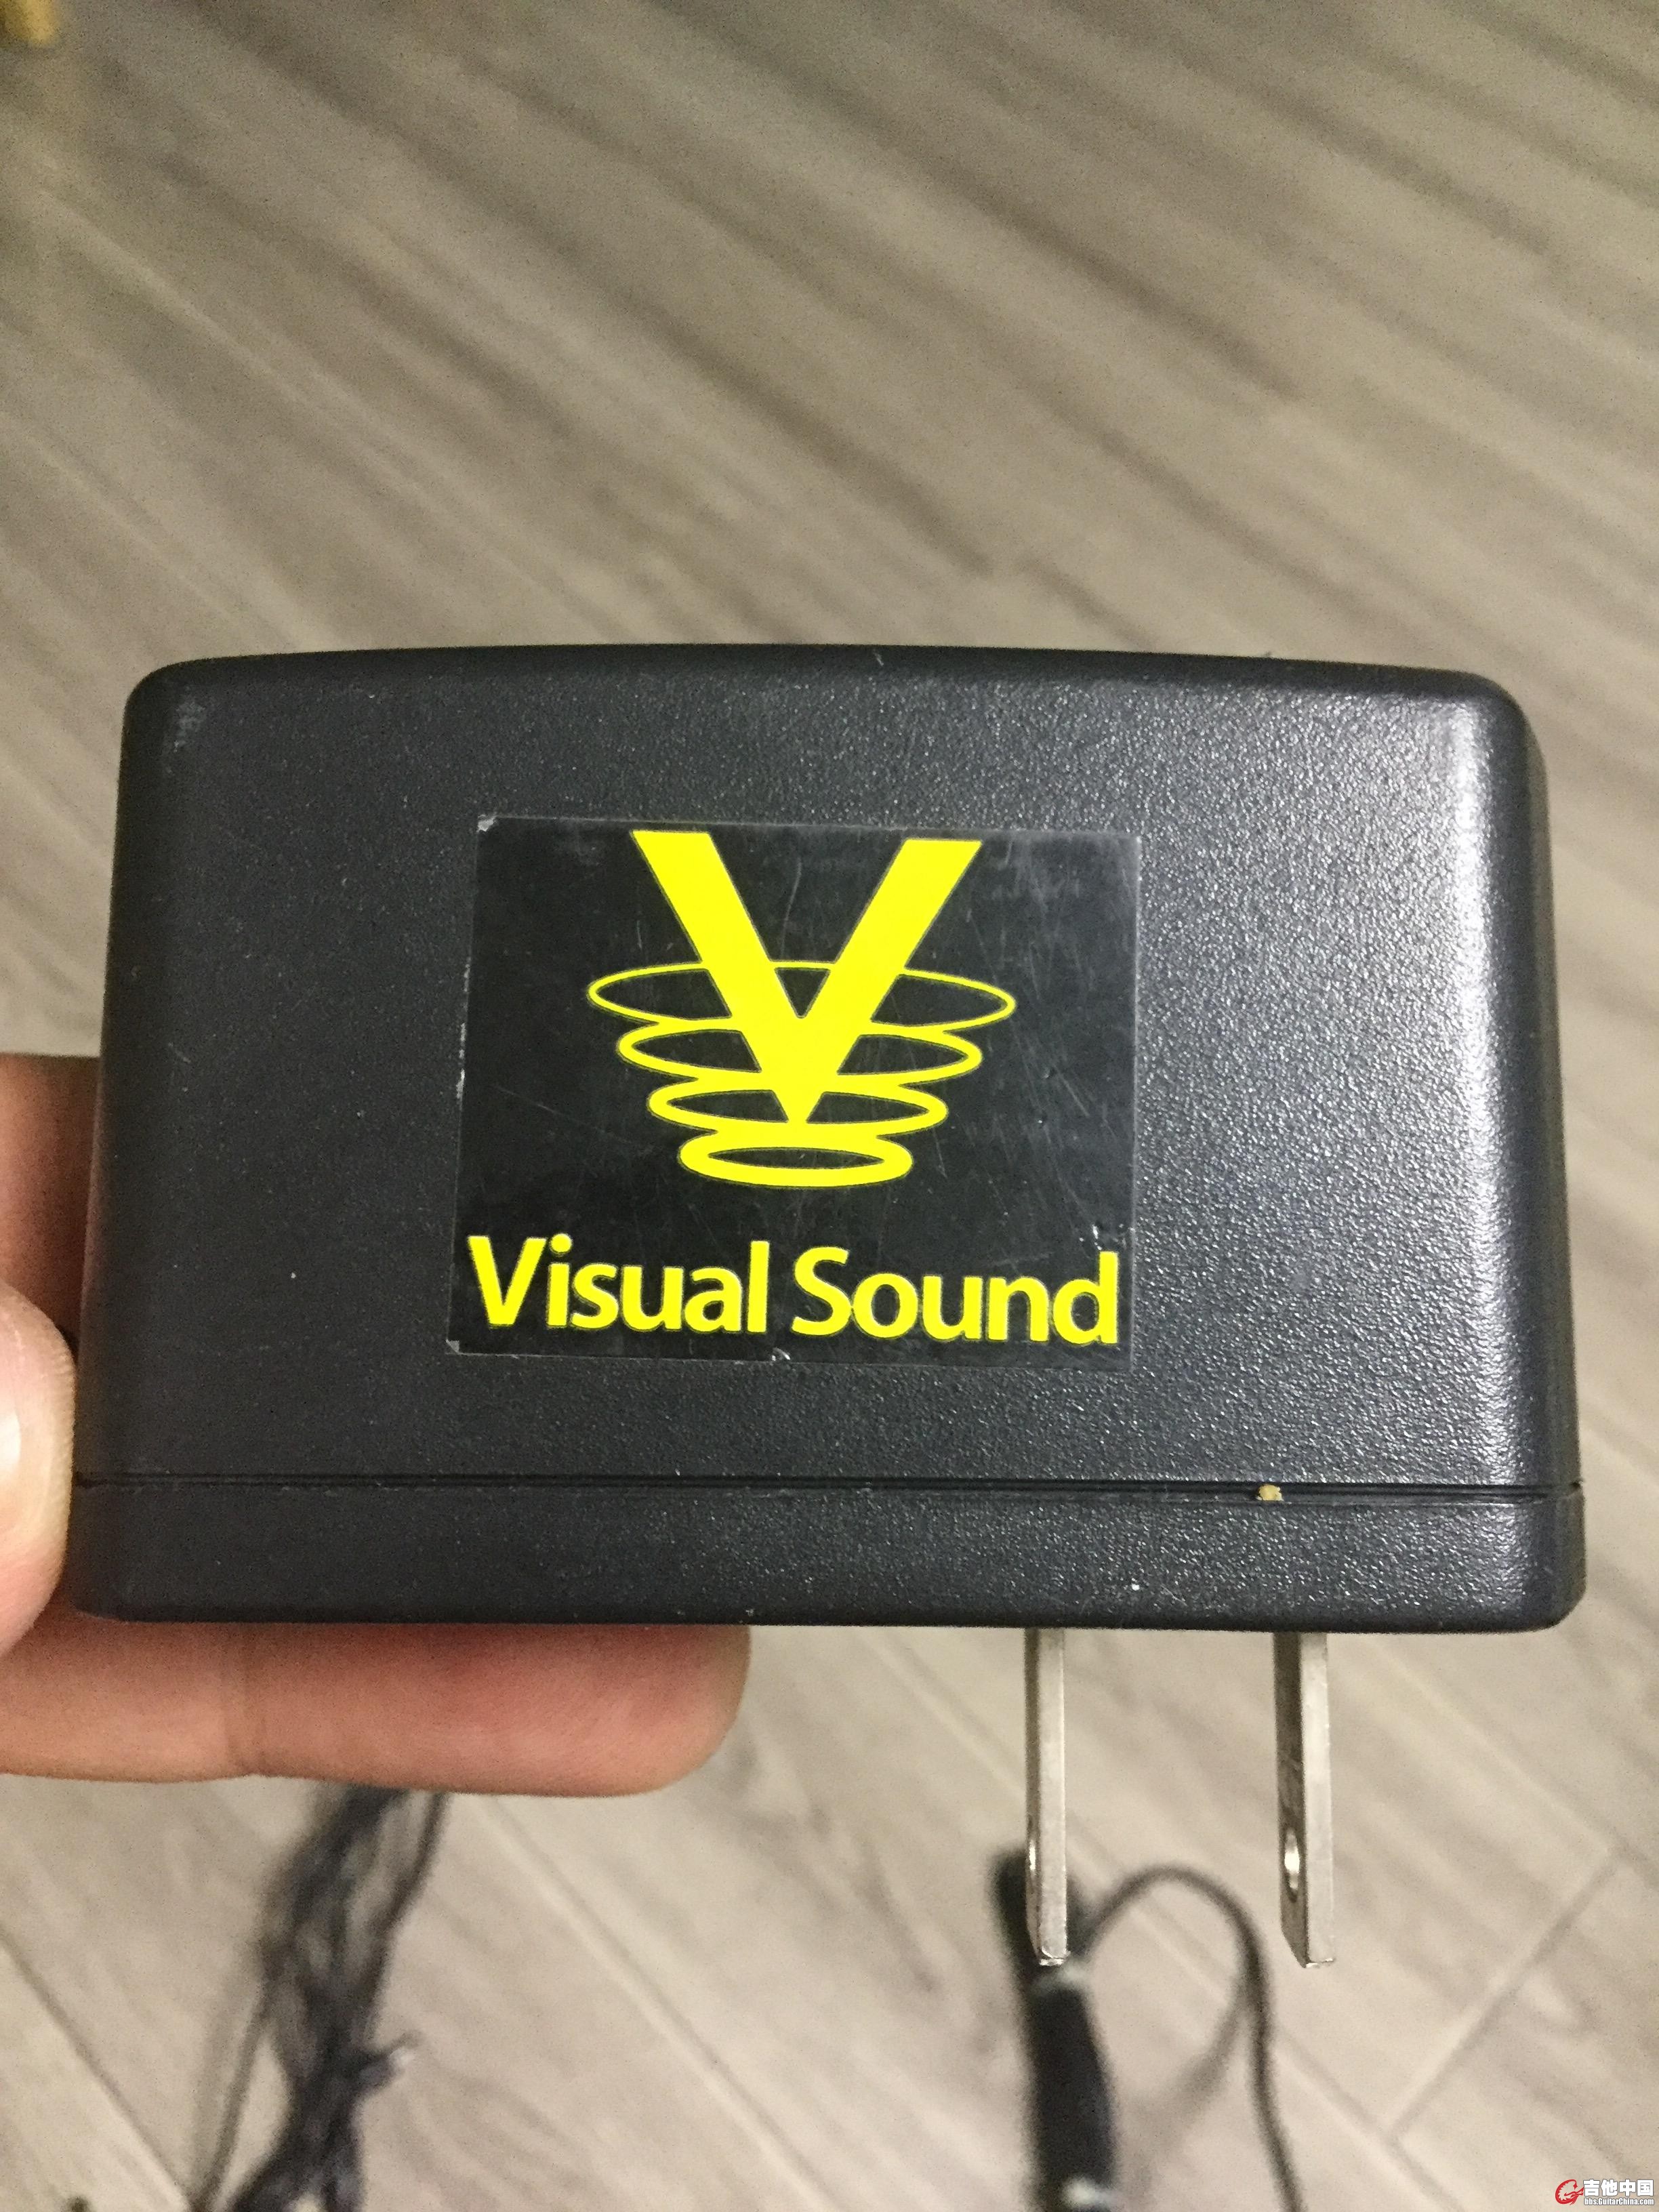 V
Visual Sound
吉他中国
bbs.GuitarChina.com